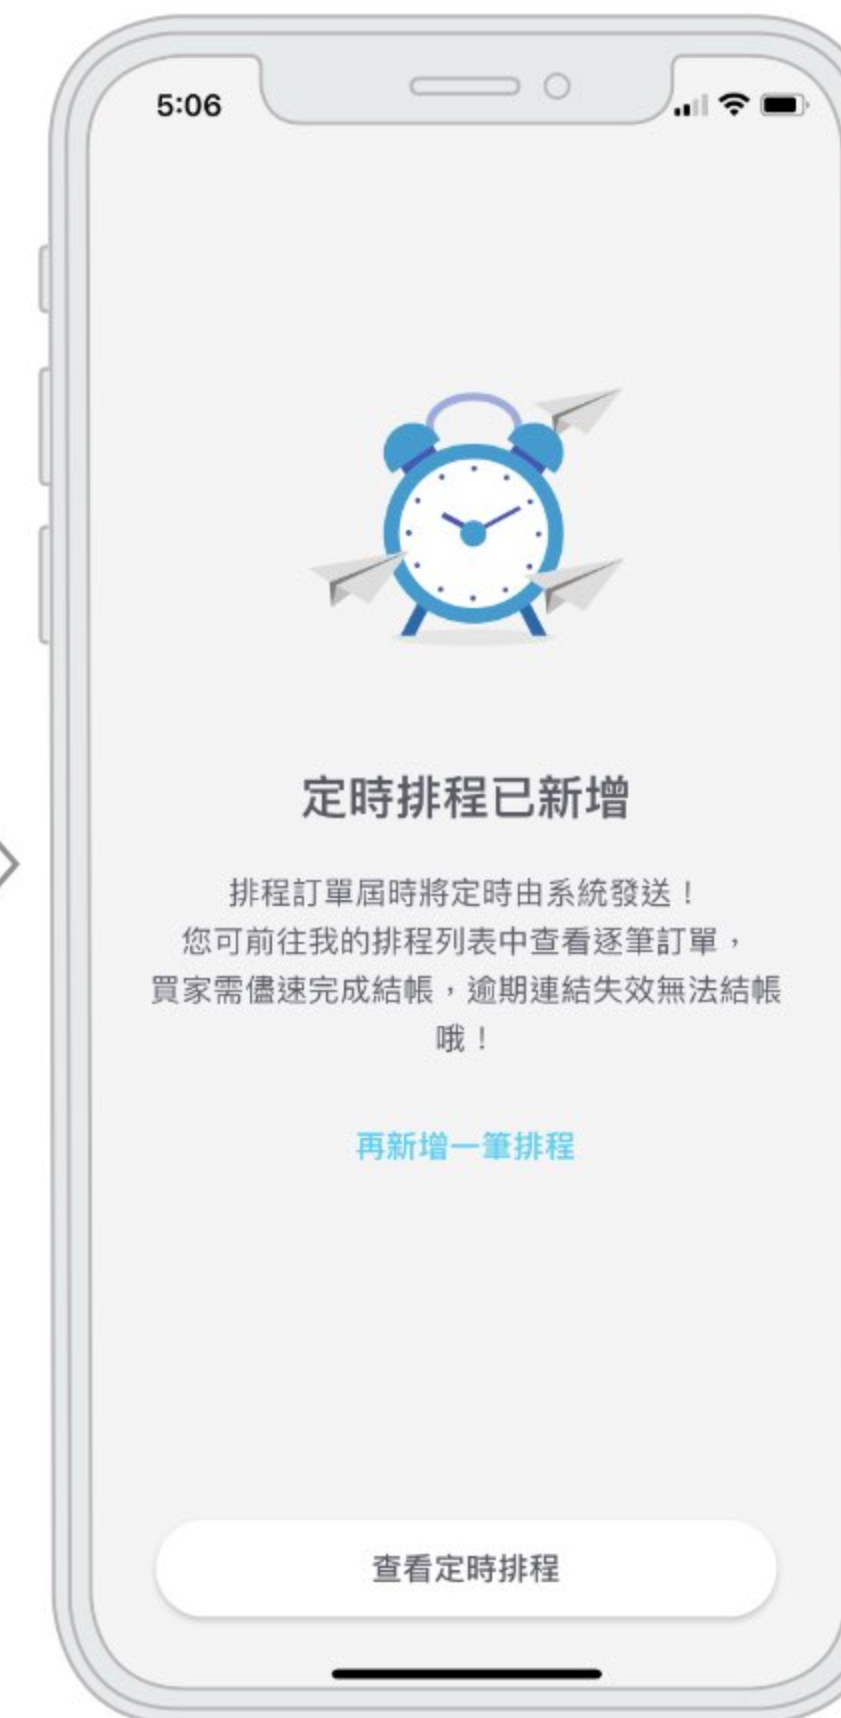 5:06
定時排程已新增
排程訂單屆時將定時由系統發送！
您可前往我的排程列表中查看逐筆訂單，
買家需儘速完成結帳，逾期連結失效無法結帳
哦！
再新增一筆排程
查看定時排程